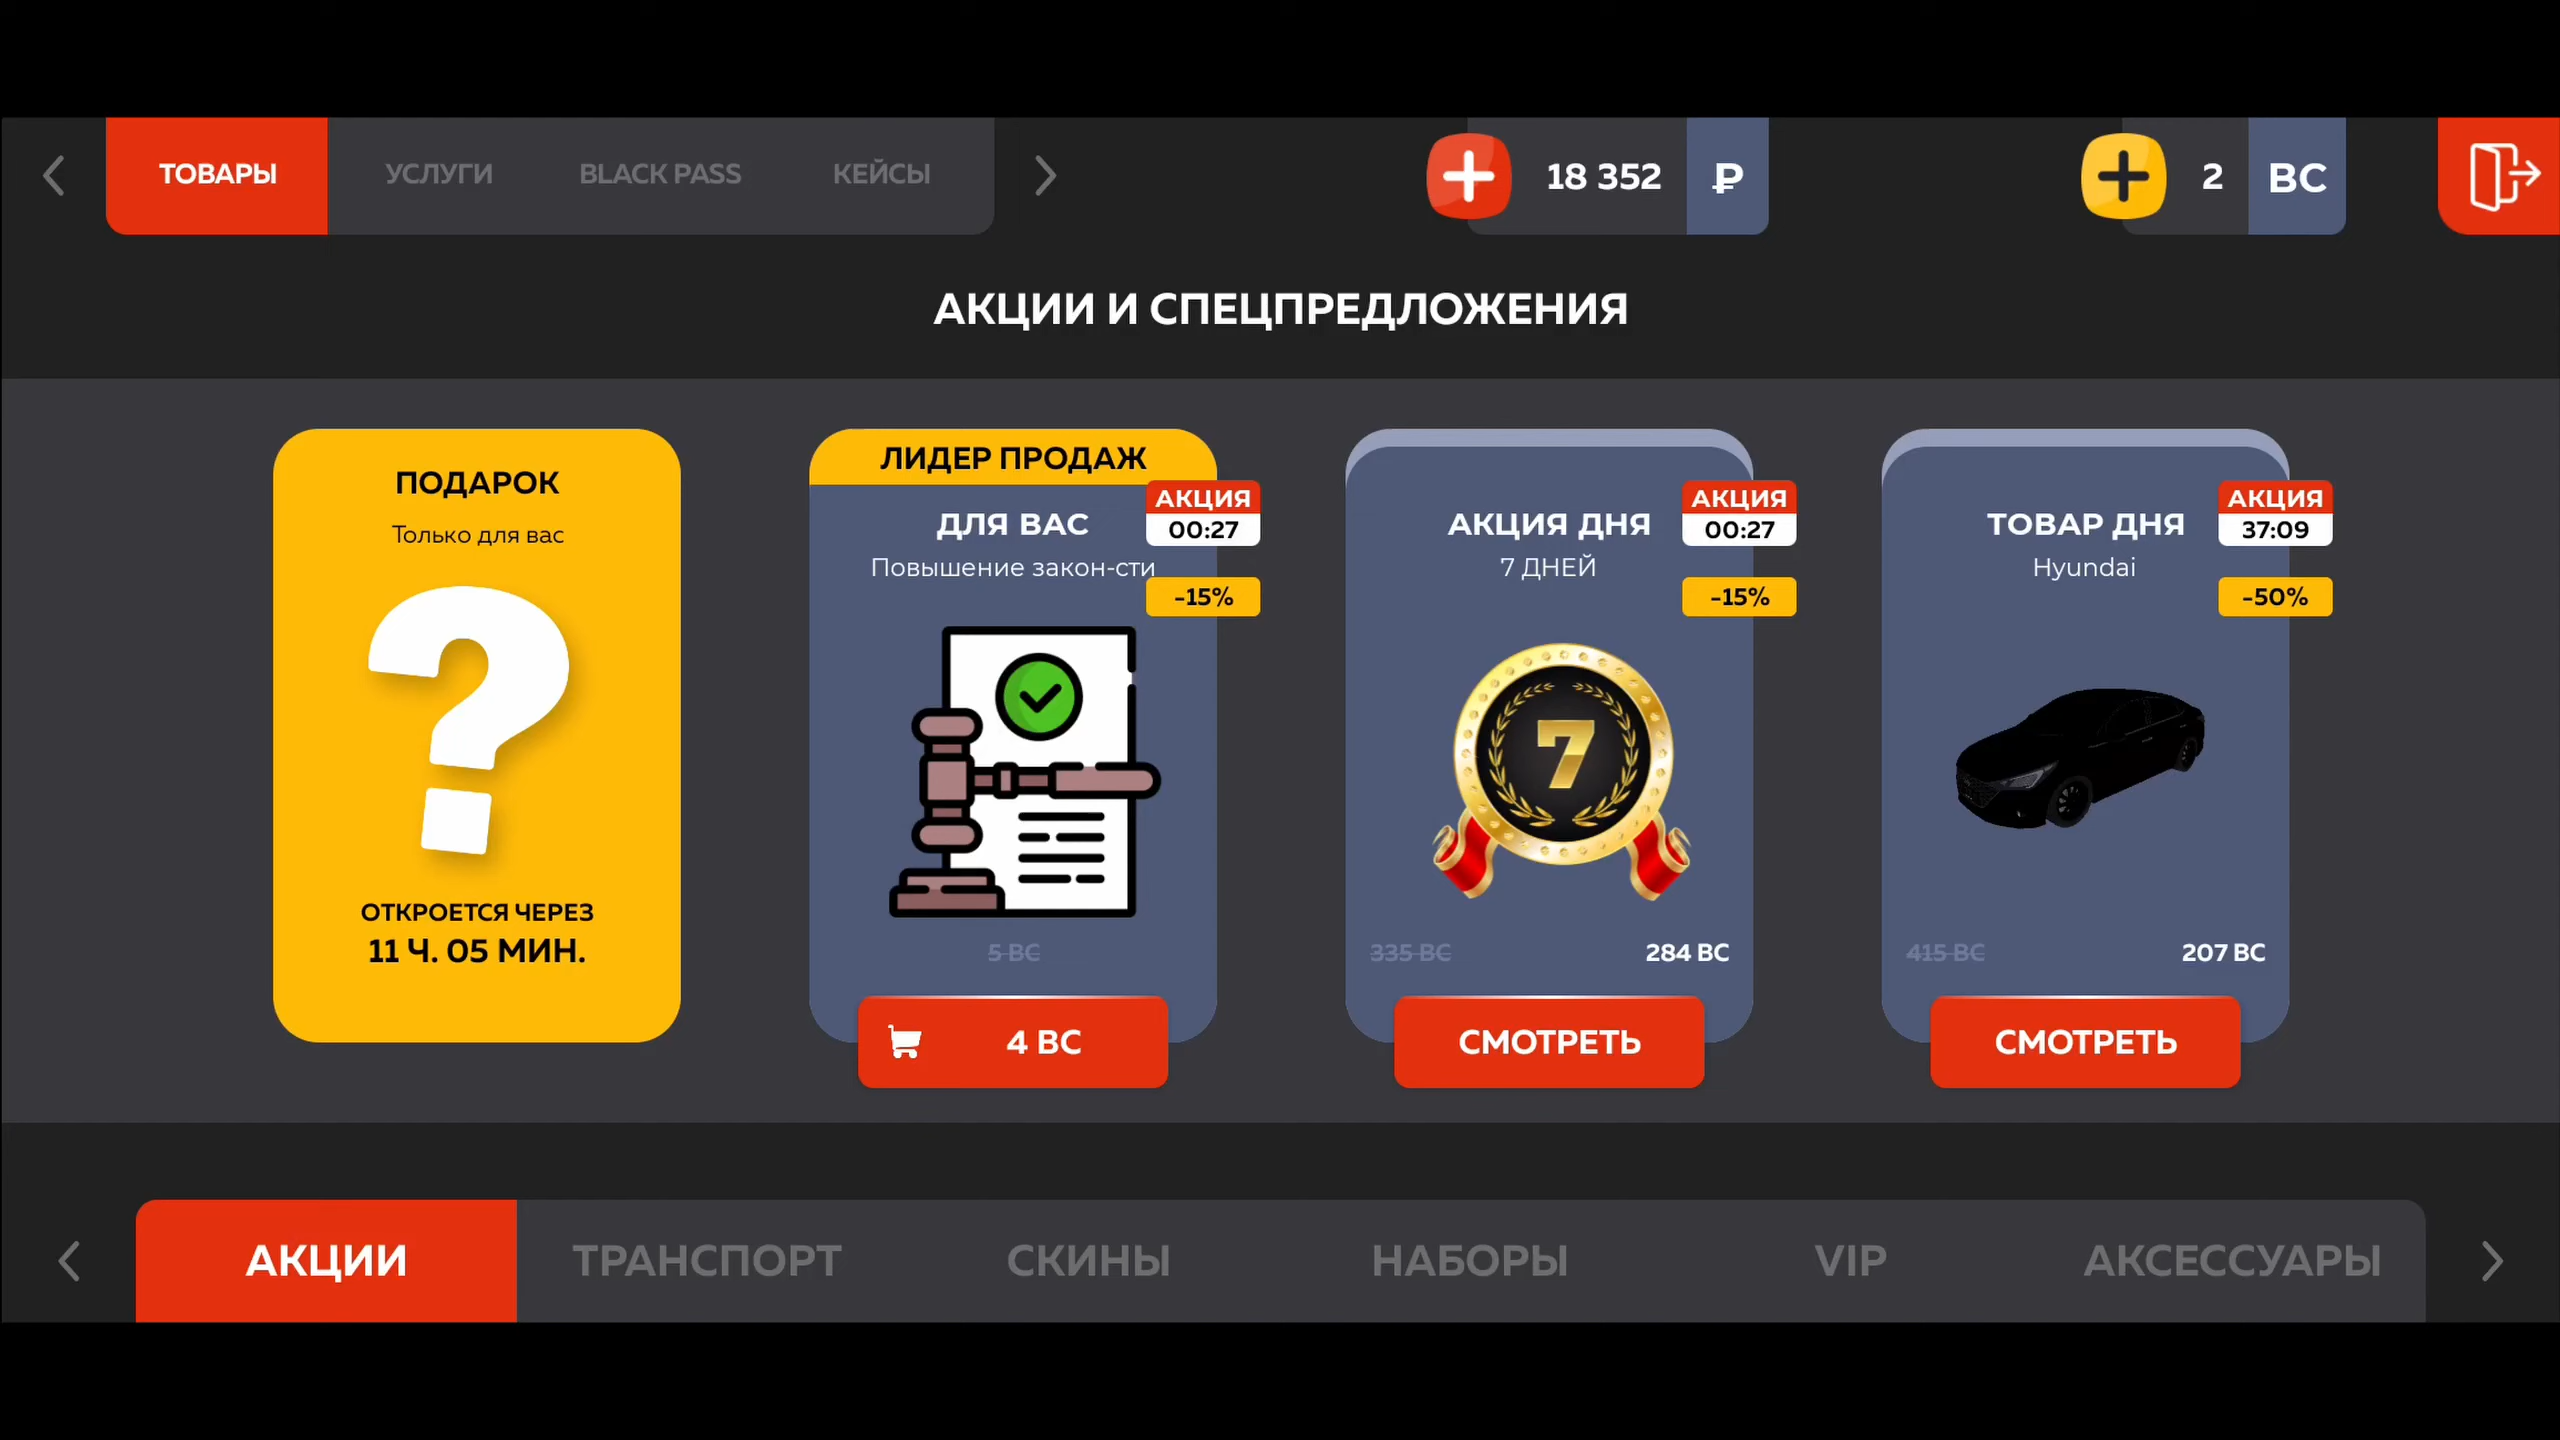 ТОВАРЫ УСЛУГИ BLACK PASS КЕЙСЫ 18 352 ₽ 2 BC
АКЦИИ И СПЕЦПРЕДЛОЖЕНИЯ
ПОДАРОК
Только для вас
?
ОТКРОЕТСЯ ЧЕРЕЗ
11 Ч. 05 МИН.
ЛИДЕР ПРОДАЖ
ДЛЯ ВАС
Повышение закон-сти
АКЦИЯ
00:27
-15%
5 BC
4 BC
АКЦИЯ ДНЯ
7 ДНЕЙ
АКЦИЯ
00:27
-15%
7
335 BC 284 BC
СМОТРЕТЬ
ТОВАР ДНЯ
Hyundai
АКЦИЯ
37:09
-50%
415 BC 207 BC
СМОТРЕТЬ
АКЦИИ ТРАНСПОРТ СКИНЫ НАБОРЫ VIP АКСЕССУАРЫ